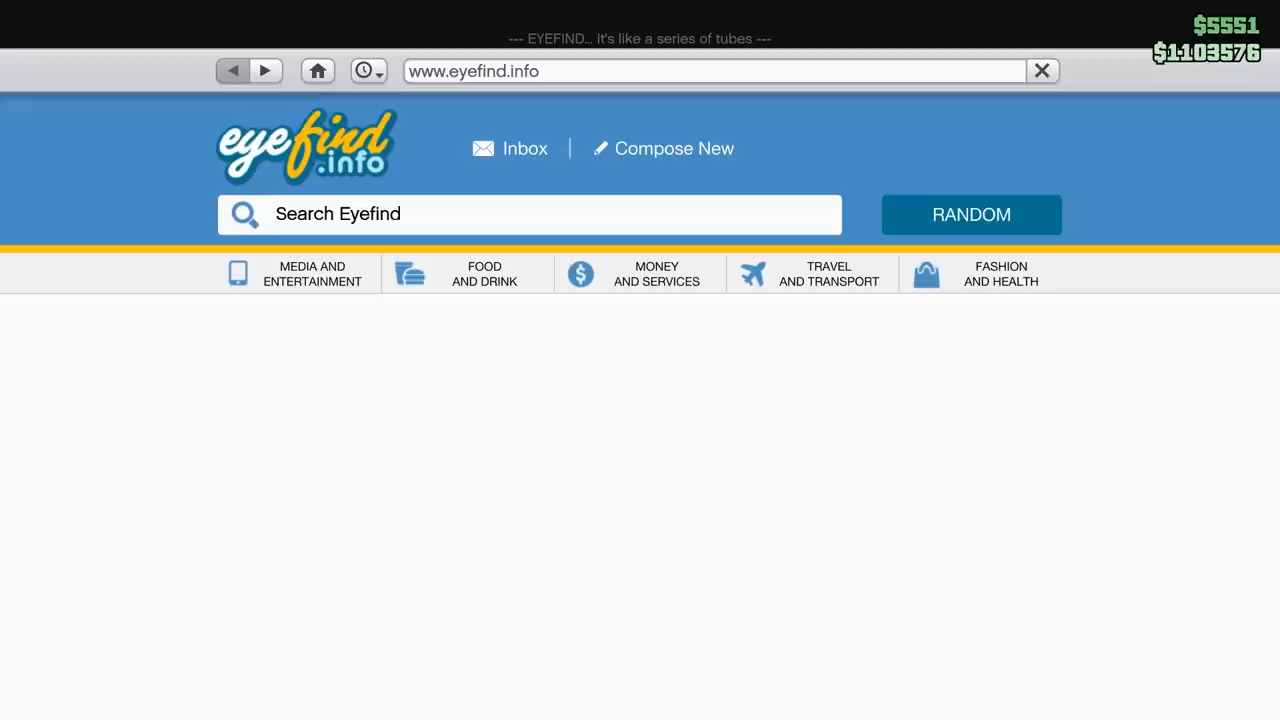 $5551
--- EYEFIND... It's like a series of tubes ---
$1103576
www.eyefind.info
eyefind
.info
Inbox
Compose New
Search Eyefind
RANDOM
MEDIA AND
ENTERTAINMENT
FOOD
AND DRINK
MONEY
AND SERVICES
TRAVEL
AND TRANSPORT
FASHION
AND HEALTH